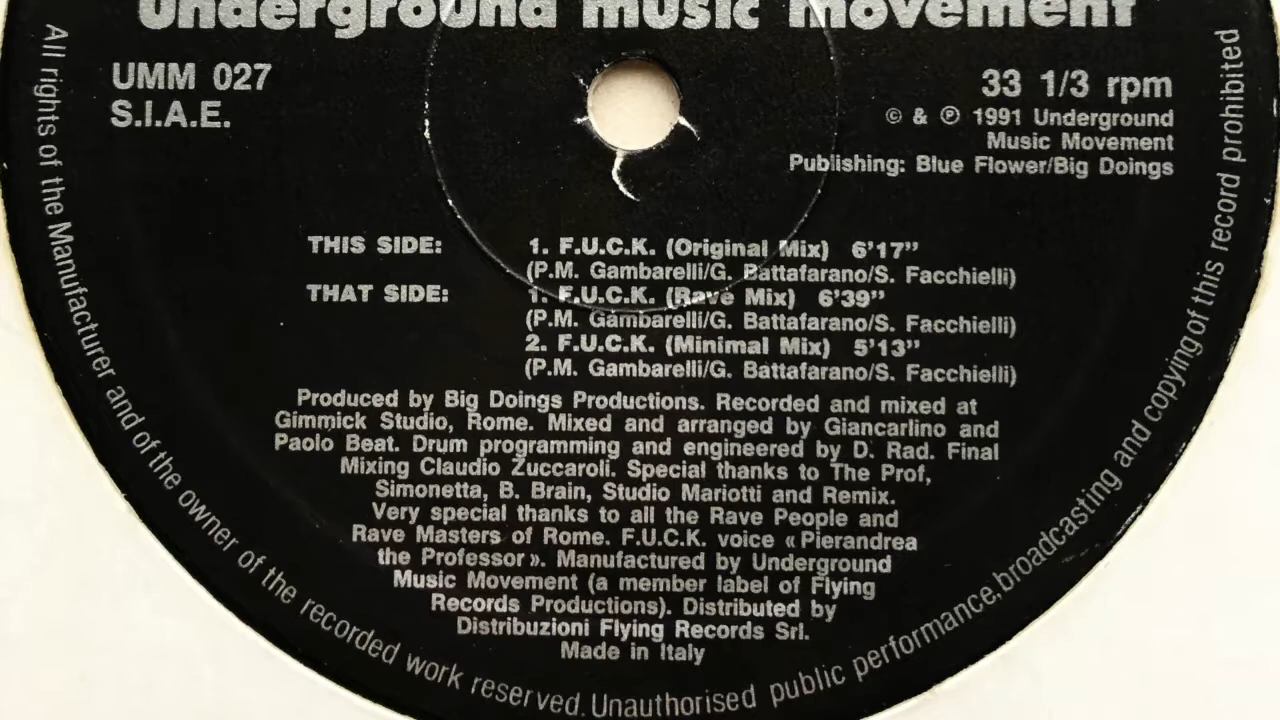 underground music movement
UMM 027
S.I.A.E.
33 1/3 rpm
© & ℗ 1991 Underground
Music Movement
Publishing: Blue Flower/Big Doings
THIS SIDE: 1. F.U.C.K. (Original Mix) 6'17"
(P.M. Gambarelli/G. Battafarano/S. Facchielli)
THAT SIDE: 1. F.U.C.K. (Rave Mix) 6'39"
(P.M. Gambarelli/G. Battafarano/S. Facchielli)
2. F.U.C.K. (Minimal Mix) 5'13"
(P.M. Gambarelli/G. Battafarano/S. Facchielli)
Produced by Big Doings Productions. Recorded and mixed at
Gimmick Studio, Rome. Mixed and arranged by Giancarlino and
Paolo Beat. Drum programming and engineered by D. Rad. Final
Mixing Claudio Zuccaroli. Special thanks to The Prof,
Simonetta, B. Brain, Studio Mariotti and Remix.
Very special thanks to all the Rave People and
Rave Masters of Rome. F.U.C.K. voice «Pierandrea
the Professor». Manufactured by Underground
Music Movement (a member label of Flying
Records Productions). Distributed by
Distribuzioni Flying Records Srl.
Made in Italy
All rights of the Manufacturer and of the owner of the recorded work reserved. Unauthorised public performance, broadcasting and copying of this record prohibited